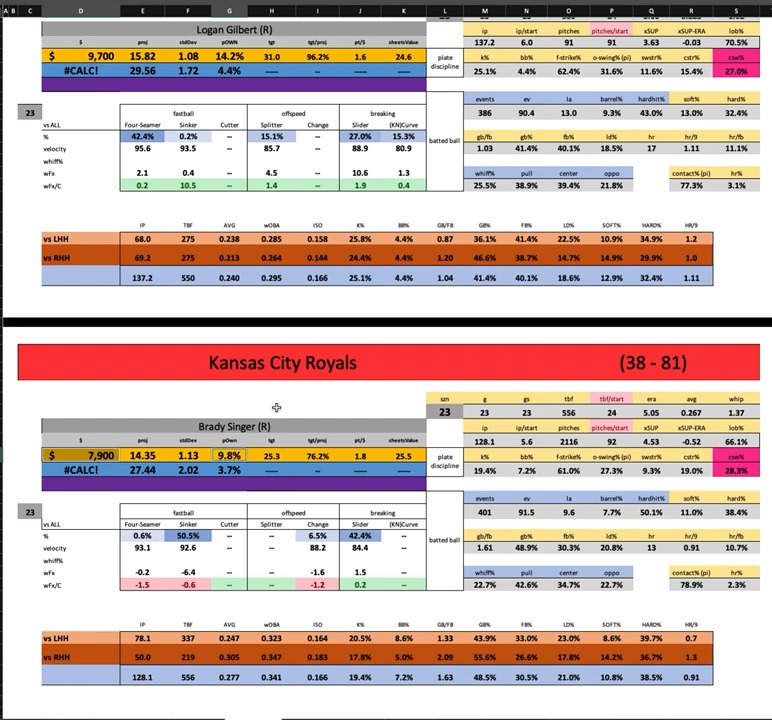 A B C D E F G H I J K L M N O P Q R S T
Logan Gilbert (R) ip ip/start pitches pitches/start xSUP xSUP-ERA lob%
137.2 6.0 91 91 3.63 -0.03 70.5%
$ proj stdDev pOWN tgt tgt/proj pt/$ sheetsValue
$ 9,700 15.82 1.08 14.2% 31.0 96.2% 1.6 24.6 plate discipline k% bb% f-strike% o-swing% (pi) swstr% cstr% csw%
#CALC! 29.56 1.72 4.4% ---- ---- ---- ---- 25.1% 4.4% 62.4% 31.6% 11.6% 15.4% 27.0%
events ev la barrel% hardhit% soft% hard%
23 fastball offspeed breaking 386 90.4 13.0 9.3% 43.0% 13.0% 32.4%
vs ALL Four-Seamer Sinker Cutter Splitter Change Slider (KN)Curve
% 42.4% 0.2% -- 15.1% -- 27.0% 15.3% batted ball gb/fb gb% fb% ld% hr hr/9 hr/fb
velocity 95.6 93.5 -- 85.7 -- 88.9 80.9 1.03 41.4% 40.1% 18.5% 17 1.11 11.1%
whiff%
wFx 2.1 0.4 -- 4.5 -- 10.6 1.3 whiff% pull center oppo contact% (pi) hr%
wFx/C 0.2 10.5 -- 1.4 -- 1.9 0.4 25.5% 38.9% 39.4% 21.8% 77.3% 3.1%
IP TBF AVG wOBA ISO K% BB% GB/FB GB% FB% LD% SOFT% HARD% HR/9
vs LHH 68.0 275 0.238 0.285 0.158 25.8% 4.4% 0.87 36.1% 41.4% 22.5% 10.9% 34.9% 1.2
vs RHH 69.2 275 0.213 0.264 0.144 24.4% 4.4% 1.20 46.6% 38.7% 14.7% 14.9% 29.9% 1.0
137.2 550 0.240 0.295 0.166 25.1% 4.4% 1.04 41.4% 40.1% 18.6% 12.9% 32.4% 1.11
Kansas City Royals (38 - 81)
szn g gs tbf tbf/start era avg whip
23 23 23 556 24 5.05 0.267 1.37
Brady Singer (R) ip ip/start pitches pitches/start xSUP xSUP-ERA lob%
128.1 5.6 2116 92 4.53 -0.52 66.1%
$ proj stdDev pOwn tgt tgt/proj pt/$ sheetsValue
$ 7,900 14.35 1.13 9.8% 25.3 76.2% 1.8 25.5 plate discipline k% bb% f-strike% o-swing% (pi) swstr% cstr% csw%
#CALC! 27.44 2.02 3.7% ---- ---- ---- ---- 19.4% 7.2% 61.0% 27.3% 9.3% 19.0% 28.3%
events ev la barrel% hardhit% soft% hard%
23 fastball offspeed breaking 401 91.5 9.6 7.7% 50.1% 11.0% 38.4%
vs ALL Four-Seamer Sinker Cutter Splitter Change Slider (KN)Curve
% 0.6% 50.5% -- -- 6.5% 42.4% -- batted ball gb/fb gb% fb% ld% hr hr/9 hr/fb
velocity 93.1 92.6 -- -- 88.2 84.4 -- 1.61 48.9% 30.3% 20.8% 13 0.91 10.7%
whiff%
wFx -0.2 -6.4 -- -- -1.6 1.5 -- whiff% pull center oppo contact% (pi) hr%
wFx/C -1.5 -0.6 -- -- -1.2 0.2 -- 22.7% 42.6% 34.7% 22.7% 78.9% 2.3%
IP TBF AVG wOBA ISO K% BB% GB/FB GB% FB% LD% SOFT% HARD% HR/9
vs LHH 78.1 337 0.247 0.323 0.164 20.5% 8.6% 1.33 43.9% 33.0% 23.0% 8.6% 39.7% 0.7
vs RHH 50.0 219 0.305 0.347 0.183 17.8% 5.0% 2.09 55.6% 26.6% 17.8% 14.2% 36.7% 1.3
128.1 556 0.277 0.341 0.166 19.4% 7.2% 1.63 48.5% 30.5% 21.0% 10.8% 38.5% 0.91